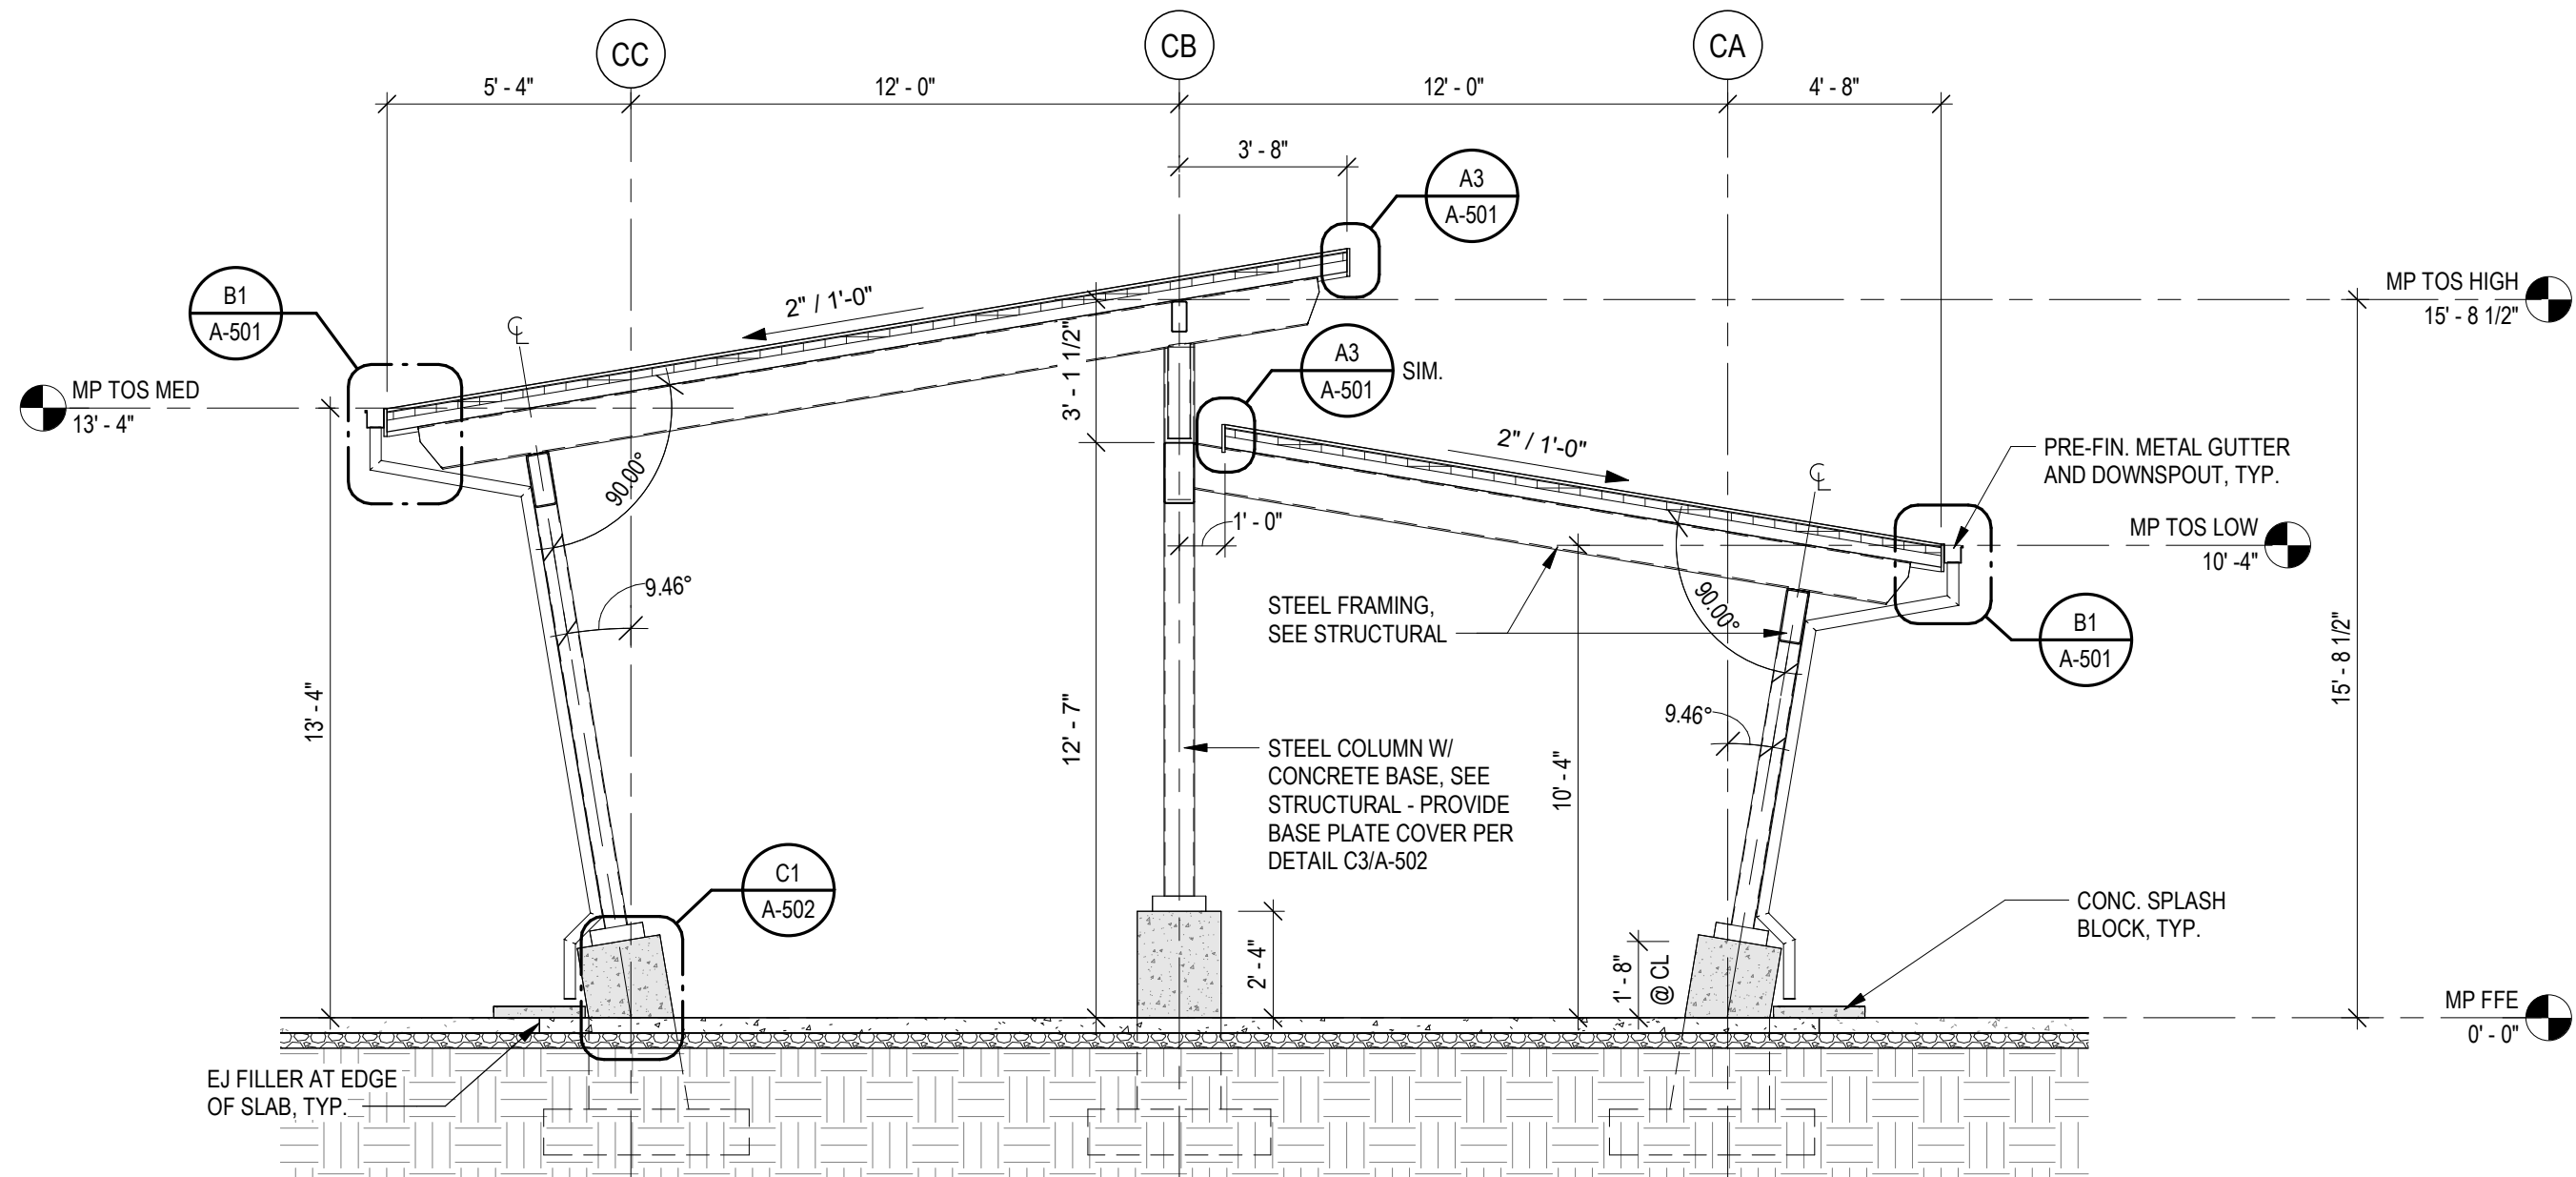 CC
CB
CA
5' - 4"
12' - 0"
12' - 0"
4' - 8"
3' - 8"
A3
A-501
MP TOS HIGH
15' - 8 1/2"
B1
A-501
2" / 1'-0"
3' - 1 1/2"
A3
A-501
SIM.
MP TOS MED
13' - 4"
℄
90.00°
2" / 1'-0"
℄
PRE-FIN. METAL GUTTER
AND DOWNSPOUT, TYP.
1' - 0"
MP TOS LOW
10' -4"
9.46°
STEEL FRAMING,
SEE STRUCTURAL
90.00°
B1
A-501
15' - 8 1/2"
13' - 4"
12' - 7"
9.46°
10' - 4"
STEEL COLUMN W/
CONCRETE BASE, SEE
STRUCTURAL - PROVIDE
BASE PLATE COVER PER
DETAIL C3/A-502
C1
A-502
CONC. SPLASH
BLOCK, TYP.
2' - 4"
1' - 8"
@ CL
MP FFE
0' - 0"
EJ FILLER AT EDGE
OF SLAB, TYP.